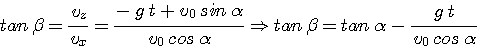 tan β = v_z / v_x = (− g t + v_0 sin α) / (v_0 cos α) ⇒ tan β = tan α − g t / (v_0 cos α)